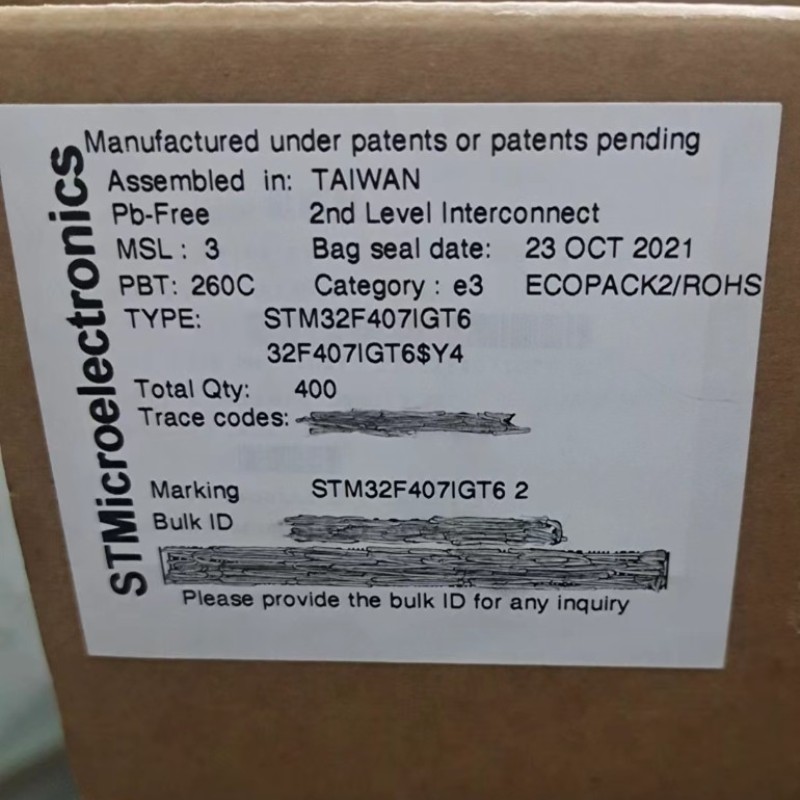 STMicroelectronics
Manufactured under patents or patents pending
Assembled in: TAIWAN
Pb-Free 2nd Level Interconnect
MSL : 3 Bag seal date: 23 OCT 2021
PBT: 260C Category : e3 ECOPACK2/ROHS
TYPE: STM32F407IGT6
32F407IGT6$Y4
Total Qty: 400
Trace codes:
Marking STM32F407IGT6 2
Bulk ID
Please provide the bulk ID for any inquiry